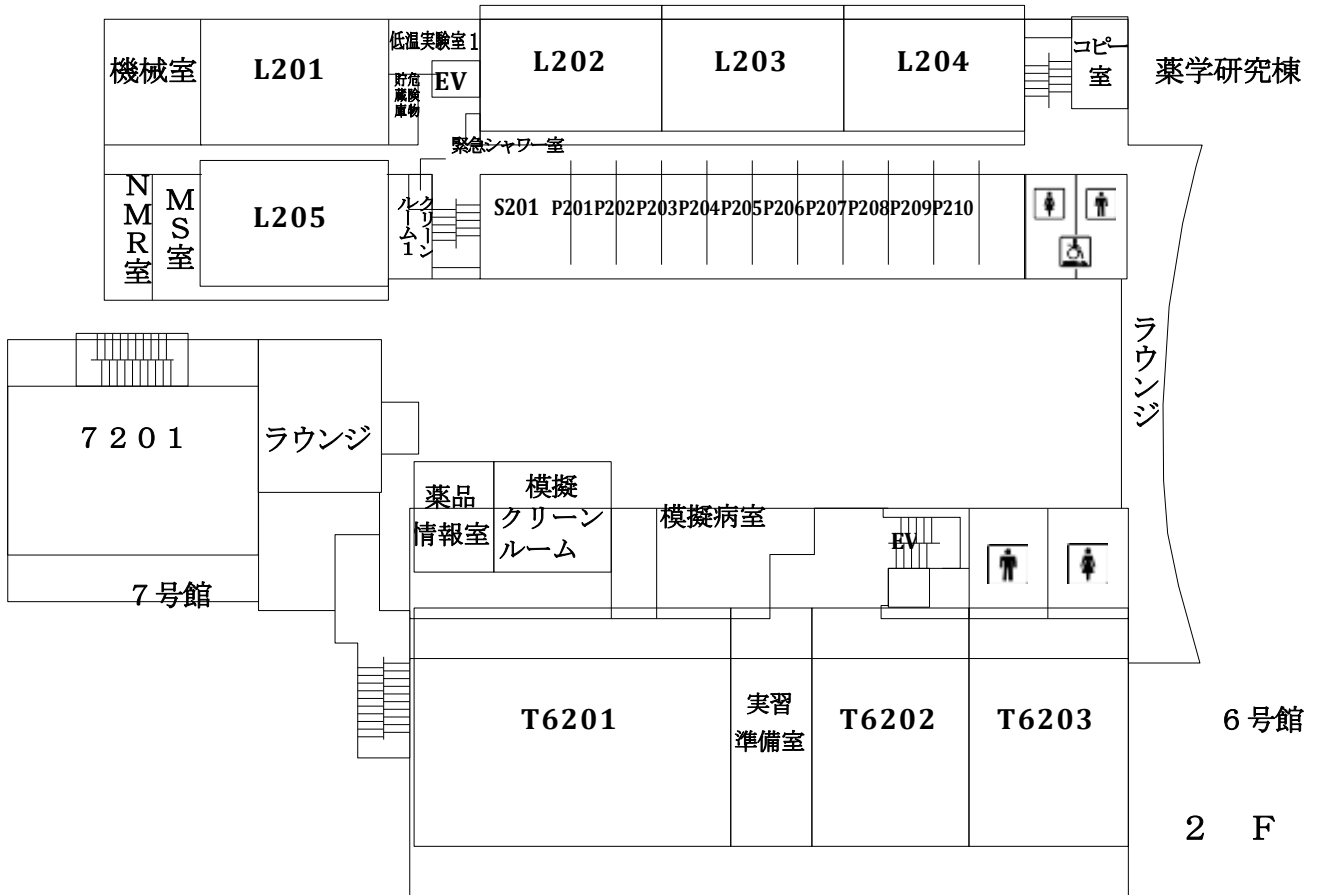 機械室
L201
低温実験室1
危険物
貯蔵庫
EV
L202
L203
L204
コピー
室
薬学研究棟
緊急シャワー室
NMR室
MS室
L205
クリーン
ルーム1
S201
P201
P202
P203
P204
P205
P206
P207
P208
P209
P210
ラウンジ
7201
ラウンジ
7号館
薬品
情報室
模擬
クリーン
ルーム
模擬病室
EV
T6201
実習
準備室
T6202
T6203
6号館
2 F